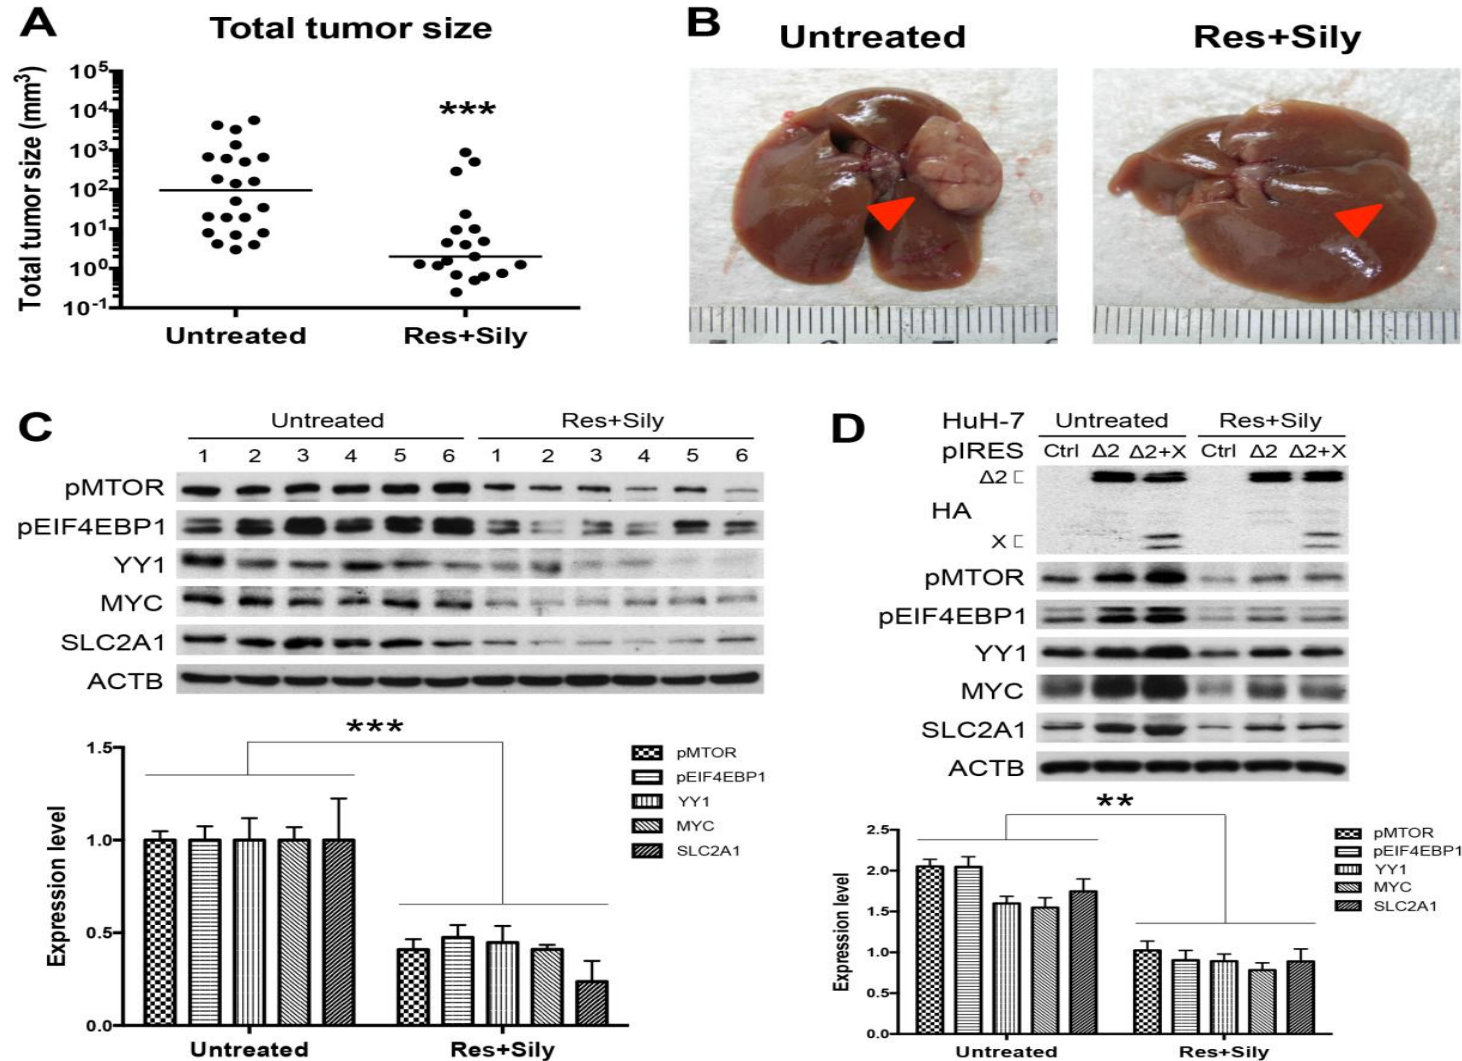 A
Total tumor size
Total tumor size (mm³)
10⁵
10⁴
10³
10²
10¹
10⁰
10⁻¹
***
Untreated
Res+Sily
B
Untreated
Res+Sily
C
Untreated
Res+Sily
1 2 3 4 5 6 1 2 3 4 5 6
pMTOR
pEIF4EBP1
YY1
MYC
SLC2A1
ACTB
***
Expression level
1.5
1.0
0.5
0.0
Untreated
Res+Sily
pMTOR
pEIF4EBP1
YY1
MYC
SLC2A1
D
HuH-7 Untreated Res+Sily
pIRES Ctrl Δ2 Δ2+X Ctrl Δ2 Δ2+X
Δ2
HA
X
pMTOR
pEIF4EBP1
YY1
MYC
SLC2A1
ACTB
**
Expression level
2.5
2.0
1.5
1.0
0.5
0.0
Untreated
Res+Sily
pMTOR
pEIF4EBP1
YY1
MYC
SLC2A1